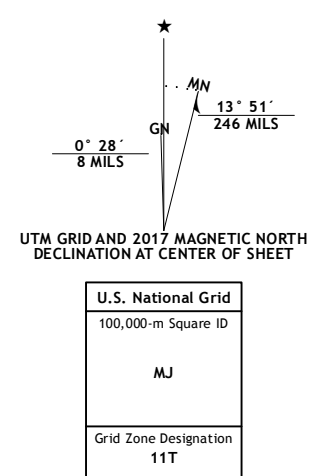 MN
GN
13° 51´
246 MILS
0° 28´
8 MILS
UTM GRID AND 2017 MAGNETIC NORTH
DECLINATION AT CENTER OF SHEET
U.S. National Grid
100,000-m Square ID
MJ
Grid Zone Designation
11T